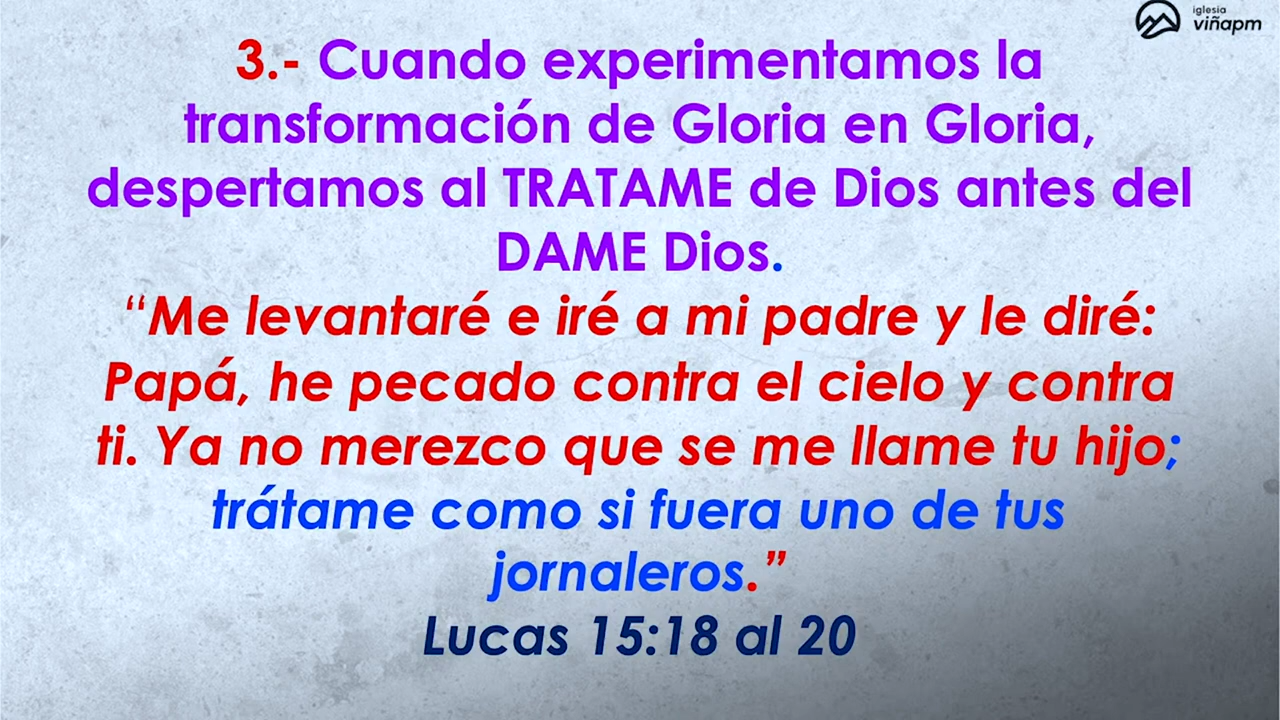 iglesia
viñapm
3.- Cuando experimentamos la
transformación de Gloria en Gloria,
despertamos al TRATAME de Dios antes del
DAME Dios.
“Me levantaré e iré a mi padre y le diré:
Papá, he pecado contra el cielo y contra
ti. Ya no merezco que se me llame tu hijo;
trátame como si fuera uno de tus
jornaleros.”
Lucas 15:18 al 20